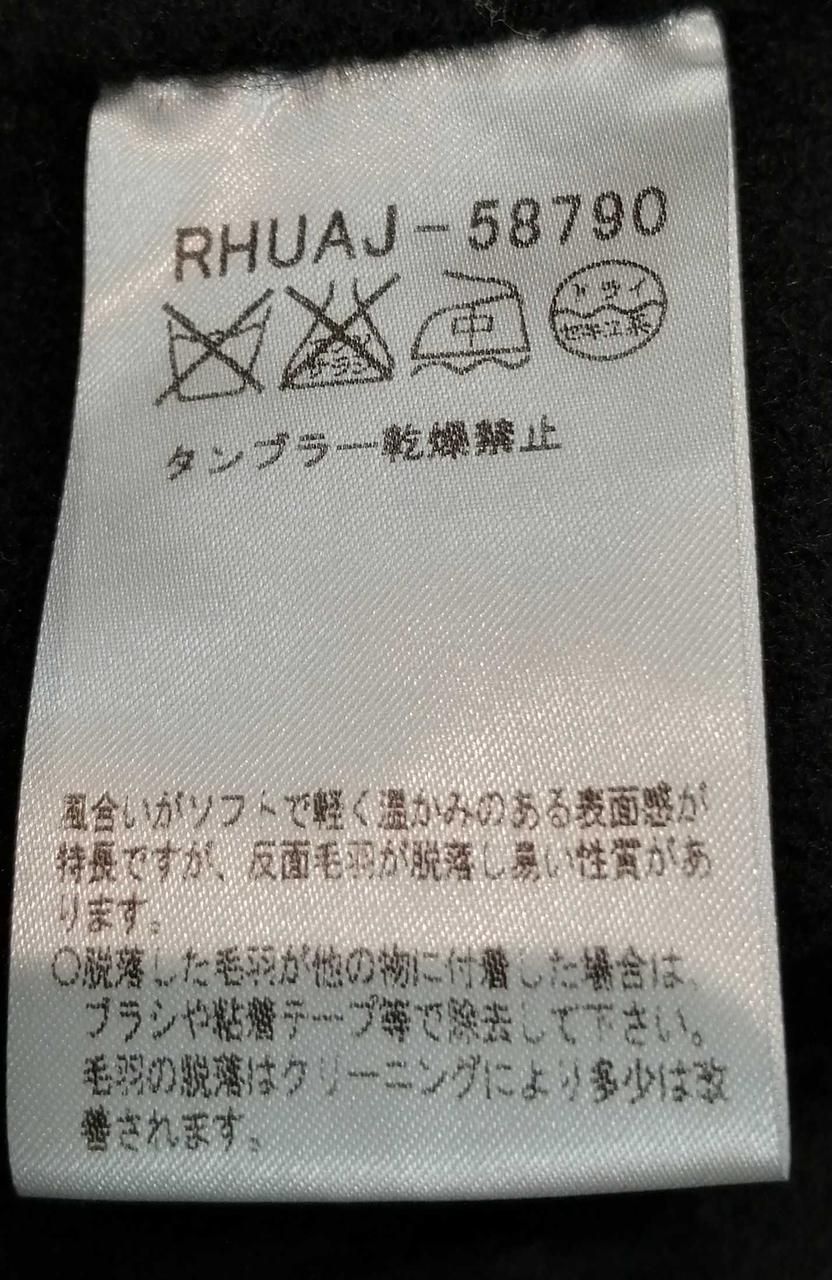 RHUAJ-58790
中
ドライ
セキユ系
タンブラー乾燥禁止
風合いがソフトで軽く温かみのある表面感が
特長ですが、反面毛羽が脱落し易い性質があ
ります。
○脱落した毛羽が他の物に付着した場合は、
ブラシや粘着テープ等で除去して下さい。
毛羽の脱落はクリーニングにより多少は改
善されます。